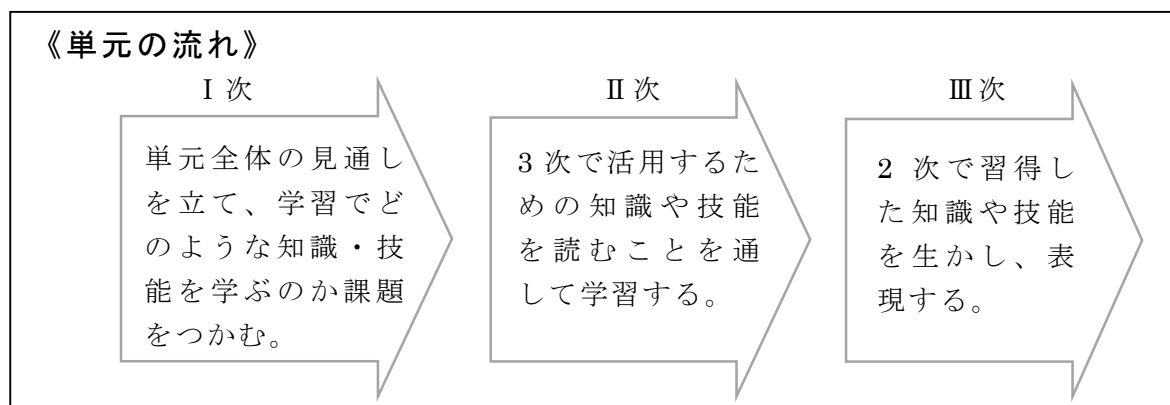 《単元の流れ》
Ⅰ次
単元全体の見通し
を立て、学習でど
のような知識・技
能を学ぶのか課題
をつかむ。
Ⅱ次
3次で活用するた
めの知識や技能
を読むことを通
して学習する。
Ⅲ次
2 次で習得し
た知識や技能
を生かし、表
現する。